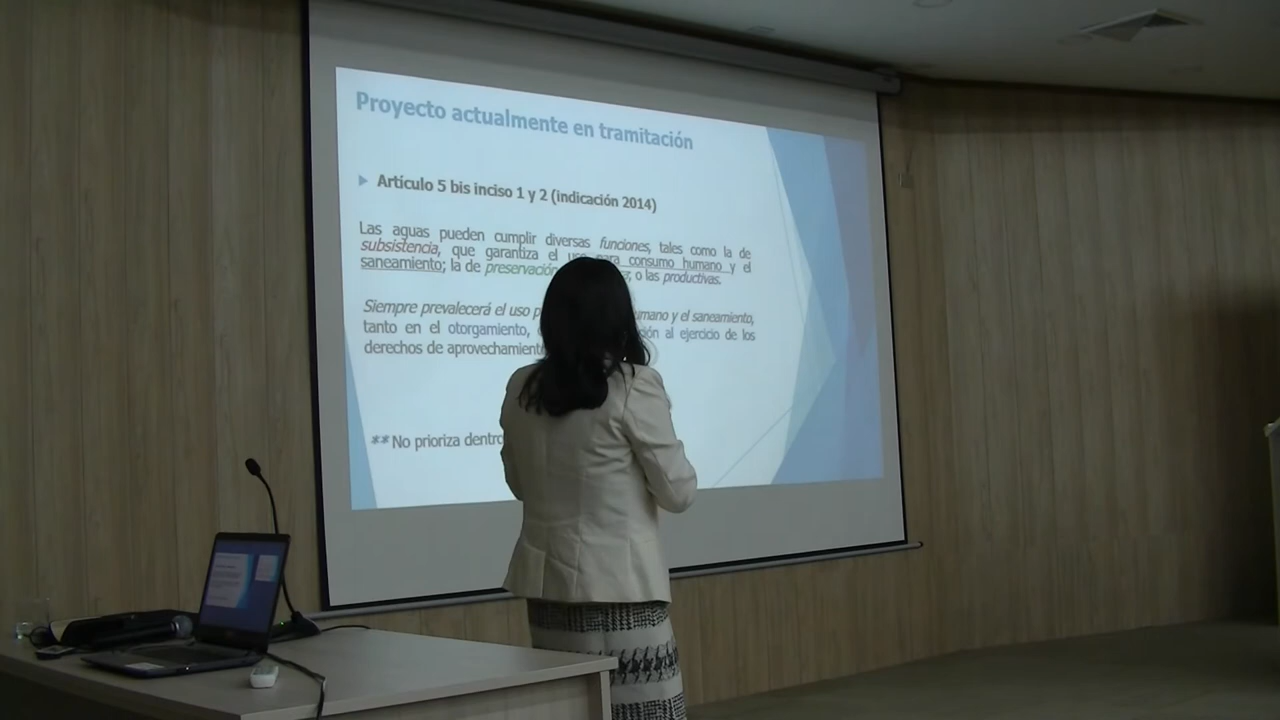 Proyecto actualmente en tramitación
Artículo 5 bis inciso 1 y 2 (indicación 2014)
Las aguas pueden cumplir diversas funciones, tales como la de
subsistencia, que garantiza el uso para consumo humano y el
saneamiento; la de preservación o las productivas.
Siempre prevalecerá el uso umano y el saneamiento,
tanto en el otorgamiento, al ejercicio de los
derechos de aprovechamient
** No prioriza dentro